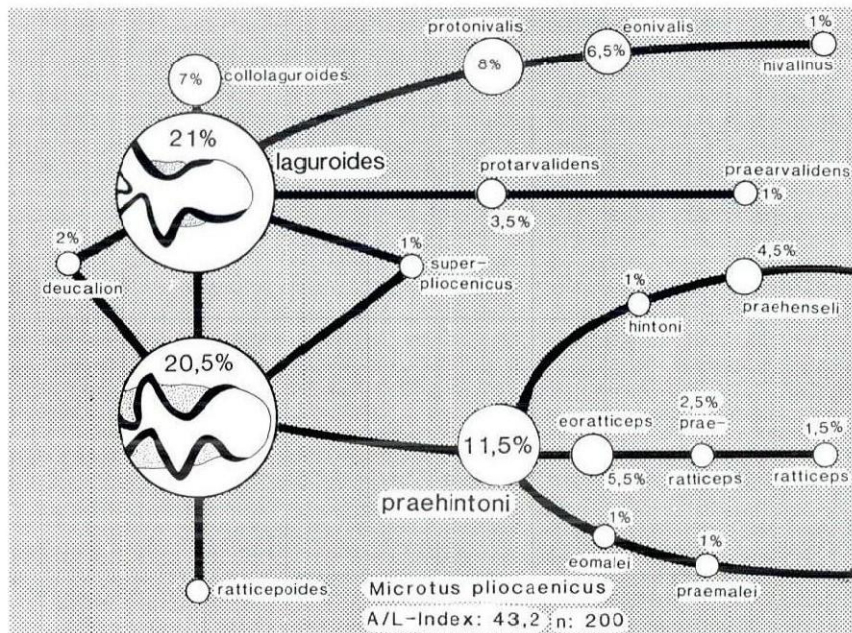 protonivalis
eonivalis
1%
7%
collolaguroides
8%
6,5%
nivalinus
21%
laguroides
protarvalidens
praearvalidens
3,5%
1%
2%
deucalion
1%
super-
pliocenicus
4,5%
praehenseli
1%
hintoni
20,5%
11,5%
praehintoni
eoratticeps
5,5%
2,5%
prae-
ratticeps
1,5%
ratticeps
1%
eomalei
1%
praemalei
ratticepoides
Microtus pliocaenicus
A/L-Index: 43,2 n: 200